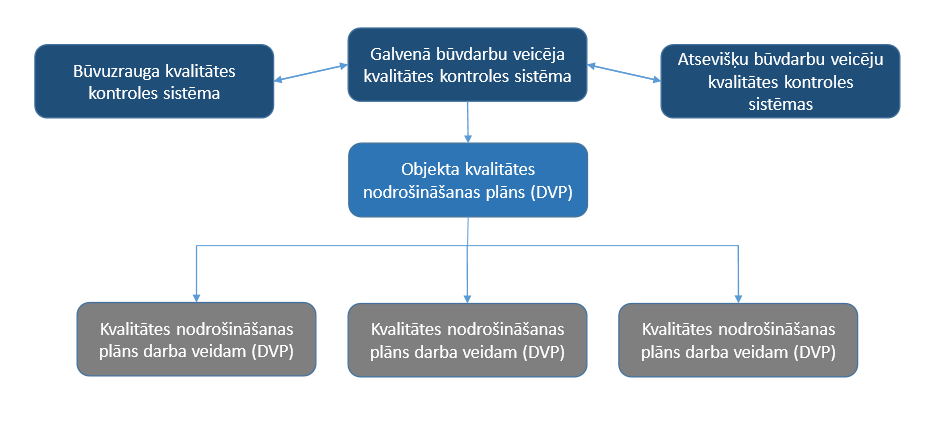 Būvuzrauga kvalitātes
kontroles sistēma
Galvenā būvdarbu veicēja
kvalitātes kontroles sistēma
Atsevišķu būvdarbu veicēju
kvalitātes kontroles
sistēmas
Objekta kvalitātes
nodrošināšanas plāns (DVP)
Kvalitātes nodrošināšanas
plāns darba veidam (DVP)
Kvalitātes nodrošināšanas
plāns darba veidam (DVP)
Kvalitātes nodrošināšanas
plāns darba veidam (DVP)